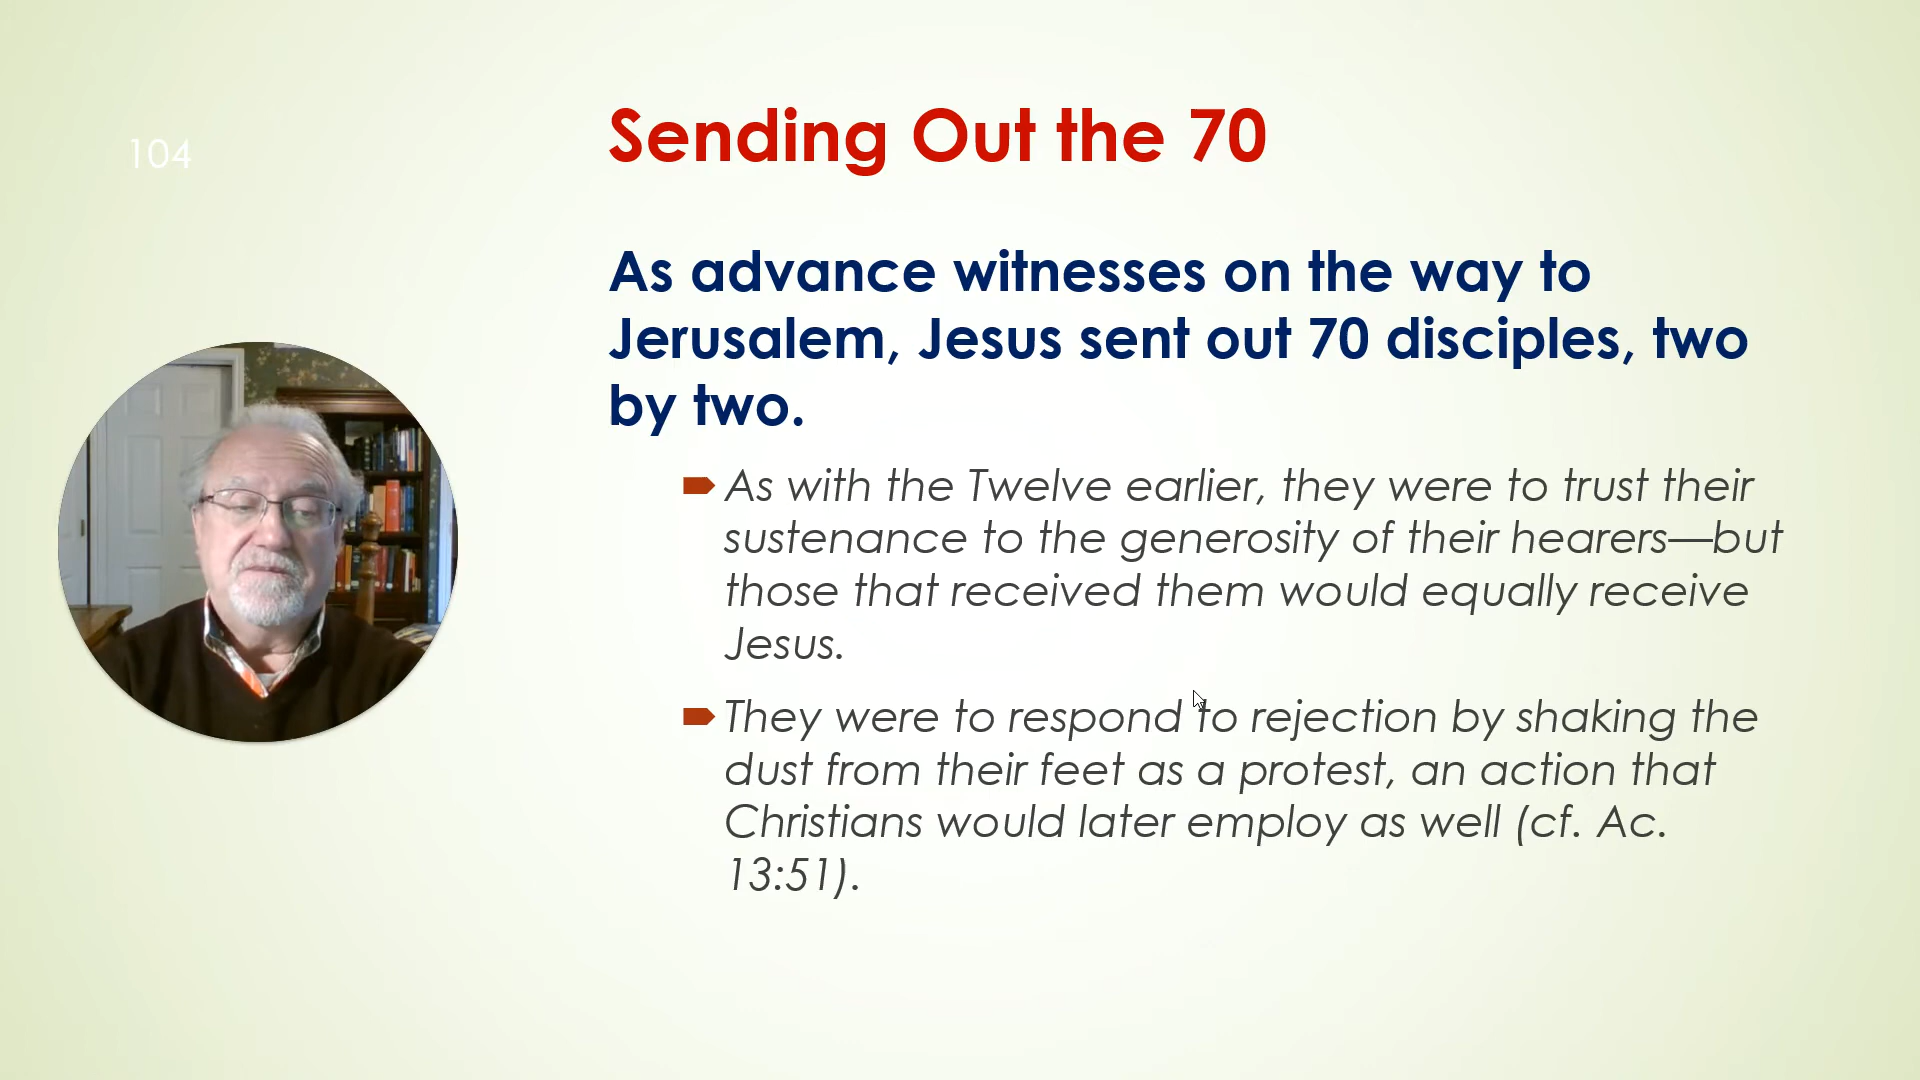 104
Sending Out the 70
As advance witnesses on the way to
Jerusalem, Jesus sent out 70 disciples, two
by two.
As with the Twelve earlier, they were to trust their
sustenance to the generosity of their hearers—but
those that received them would equally receive
Jesus.
They were to respond to rejection by shaking the
dust from their feet as a protest, an action that
Christians would later employ as well (cf. Ac.
13:51).